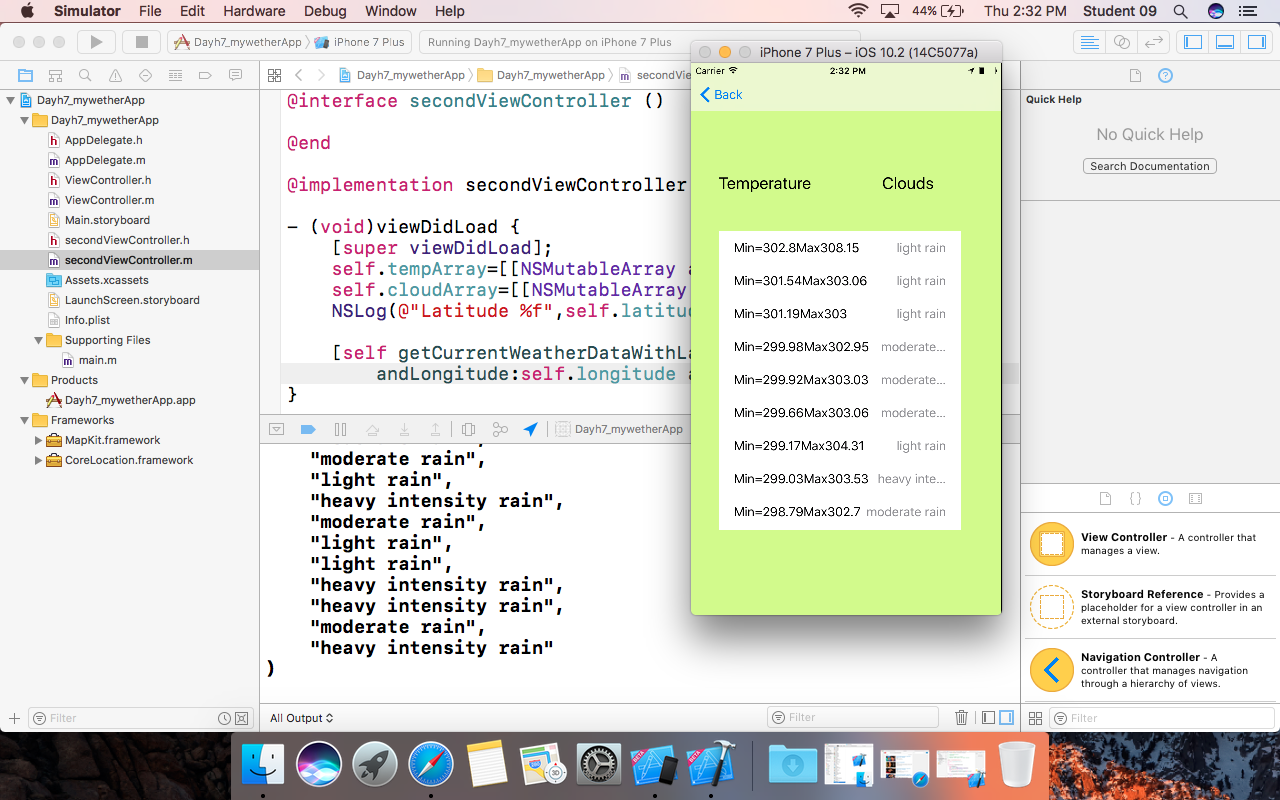 Simulator File Edit Hardware Debug Window Help 44% Thu 2:32 PM Student 09
Dayh7_mywetherApp iPhone 7 Plus Running Dayh7_mywetherApp on iPhone 7 Plus
iPhone 7 Plus – iOS 10.2 (14C5077a)
Dayh7_mywetherApp Dayh7_mywetherApp secondVi
Carrier 2:32 PM
Back
Temperature Clouds
Min=302.8Max308.15 light rain
Min=301.54Max303.06 light rain
Min=301.19Max303 light rain
Min=299.98Max302.95 moderate...
Min=299.92Max303.03 moderate...
Min=299.66Max303.06 moderate...
Min=299.17Max304.31 light rain
Min=299.03Max303.53 heavy inte...
Min=298.79Max302.7 moderate rain
Dayh7_mywetherApp
Dayh7_mywetherApp
h AppDelegate.h
m AppDelegate.m
h ViewController.h
m ViewController.m
Main.storyboard
h secondViewController.h
m secondViewController.m
Assets.xcassets
LaunchScreen.storyboard
Info.plist
Supporting Files
m main.m
Products
Dayh7_mywetherApp.app
Frameworks
MapKit.framework
CoreLocation.framework
Filter
@interface secondViewController ()
@end
@implementation secondViewController
- (void)viewDidLoad {
[super viewDidLoad];
self.tempArray=[[NSMutableArray a
self.cloudArray=[[NSMutableArray
NSLog(@"Latitude %f",self.latitu
[self getCurrentWeatherDataWithLa
andLongitude:self.longitude a
}
Dayh7_mywetherApp
"moderate rain",
"light rain",
"heavy intensity rain",
"moderate rain",
"light rain",
"light rain",
"heavy intensity rain",
"heavy intensity rain",
"moderate rain",
"heavy intensity rain"
)
All Output Filter
Quick Help
No Quick Help
Search Documentation
View Controller - A controller that
manages a view.
Storyboard Reference - Provides a
placeholder for a view controller in an
external storyboard.
Navigation Controller - A
controller that manages navigation
through a hierarchy of views.
Filter